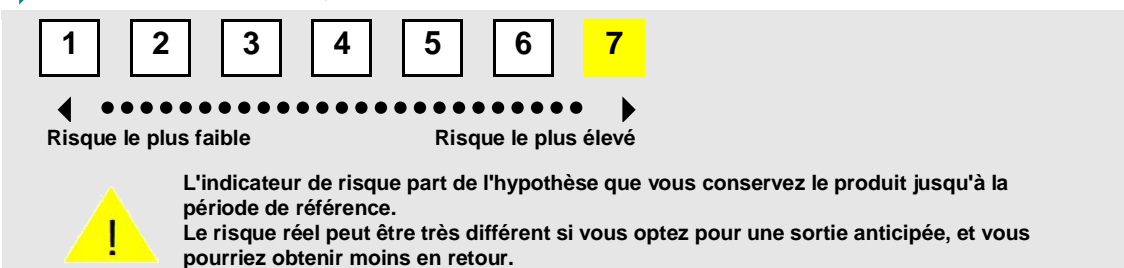 1 2 3 4 5 6 7
Risque le plus faible Risque le plus élevé
L'indicateur de risque part de l'hypothèse que vous conservez le produit jusqu'à la
période de référence.
! Le risque réel peut être très différent si vous optez pour une sortie anticipée, et vous
pourriez obtenir moins en retour.